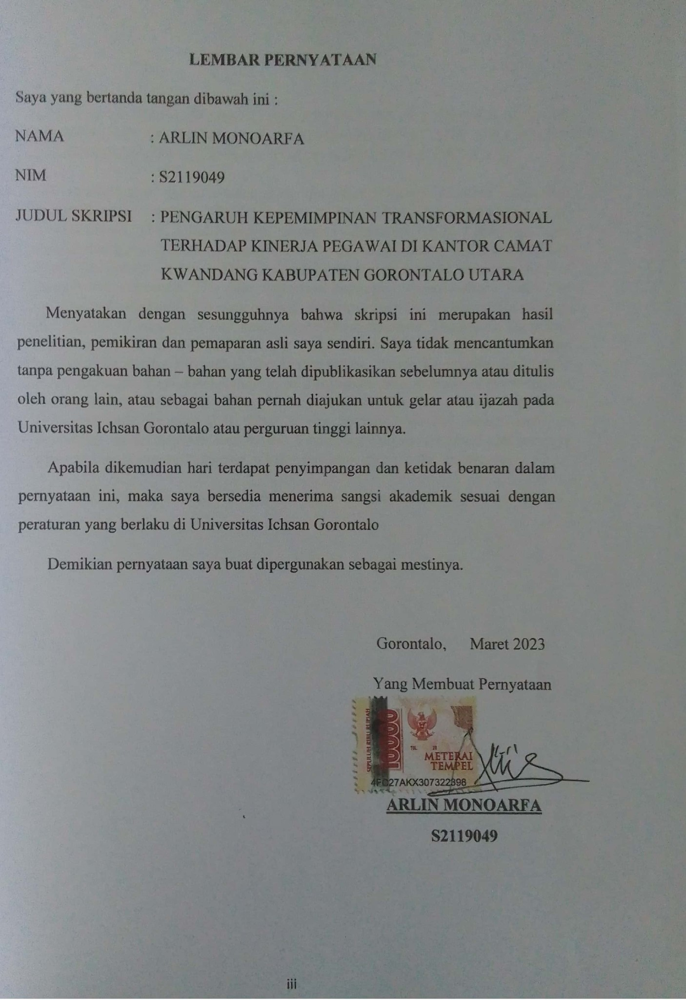 LEMBAR PERNYATAAN
Saya yang bertanda tangan dibawah ini :
NAMA : ARLIN MONOARFA
NIM : S2119049
JUDUL SKRIPSI : PENGARUH KEPEMIMPINAN TRANSFORMASIONAL
TERHADAP KINERJA PEGAWAI DI KANTOR CAMAT
KWANDANG KABUPATEN GORONTALO UTARA
Menyatakan dengan sesungguhnya bahwa skripsi ini merupakan hasil
penelitian, pemikiran dan pemaparan asli saya sendiri. Saya tidak mencantumkan
tanpa pengakuan bahan – bahan yang telah dipublikasikan sebelumnya atau ditulis
oleh orang lain, atau sebagai bahan pernah diajukan untuk gelar atau ijazah pada
Universitas Ichsan Gorontalo atau perguruan tinggi lainnya.
Apabila dikemudian hari terdapat penyimpangan dan ketidak benaran dalam
pernyataan ini, maka saya bersedia menerima sangsi akademik sesuai dengan
peraturan yang berlaku di Universitas Ichsan Gorontalo
Demikian pernyataan saya buat dipergunakan sebagai mestinya.
Gorontalo, Maret 2023
Yang Membuat Pernyataan
SEPULUH RIBU RUPIAH
10000
TGL 20
METERAI
TEMPEL
4FC27AKX307322898
ARLIN MONOARFA
S2119049
iii